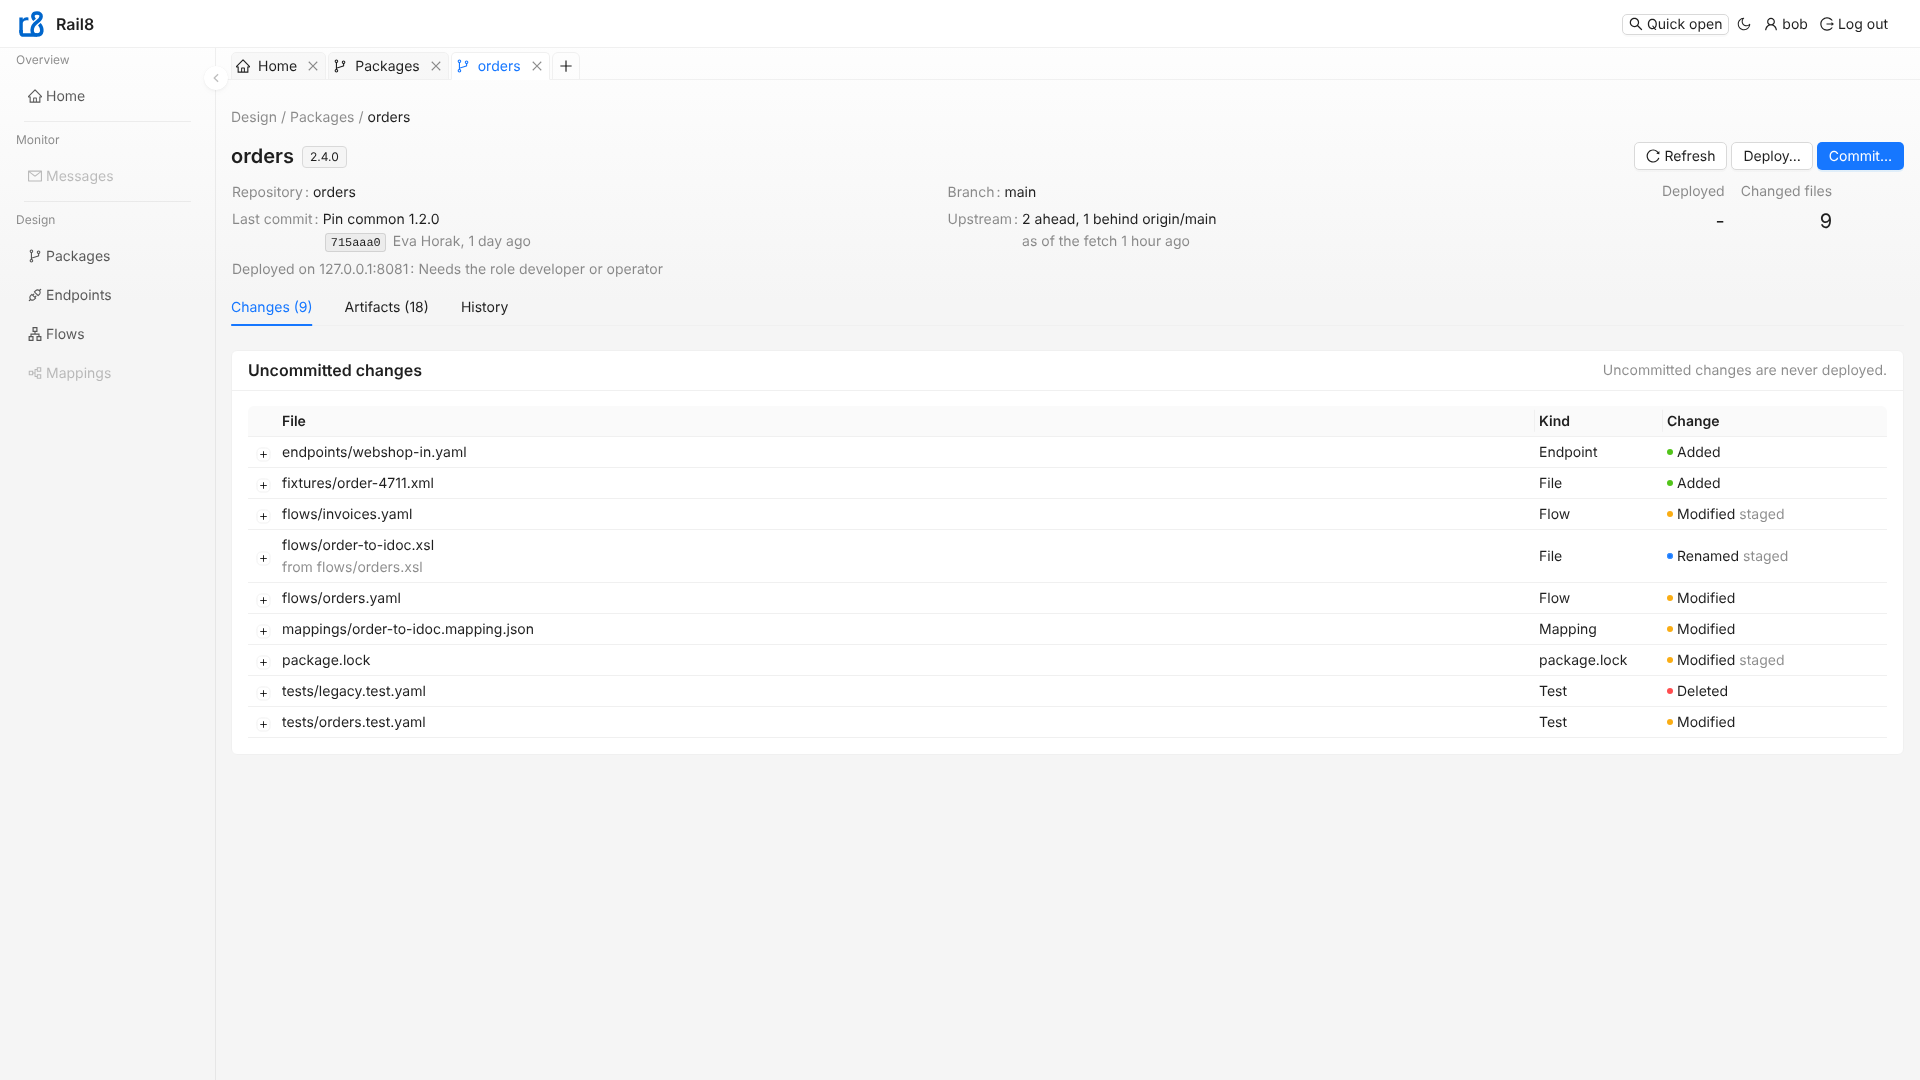 Rail8
Quick open
bob
Log out
Overview
Home
Monitor
Messages
Design
Packages
Endpoints
Flows
Mappings
Home
Packages
orders
Design / Packages / orders
orders 2.4.0
Refresh
Deploy...
Commit...
Repository: orders
Branch: main
Deployed
Changed files
Last commit: Pin common 1.2.0
Upstream: 2 ahead, 1 behind origin/main
-
9
715aaa0 Eva Horak, 1 day ago
as of the fetch 1 hour ago
Deployed on 127.0.0.1:8081: Needs the role developer or operator
Changes (9)
Artifacts (18)
History
Uncommitted changes
Uncommitted changes are never deployed.
File Kind Change
+ endpoints/webshop-in.yaml Endpoint Added
+ fixtures/order-4711.xml File Added
+ flows/invoices.yaml Flow Modified staged
+ flows/order-to-idoc.xsl File Renamed staged
from flows/orders.xsl
+ flows/orders.yaml Flow Modified
+ mappings/order-to-idoc.mapping.json Mapping Modified
+ package.lock package.lock Modified staged
+ tests/legacy.test.yaml Test Deleted
+ tests/orders.test.yaml Test Modified